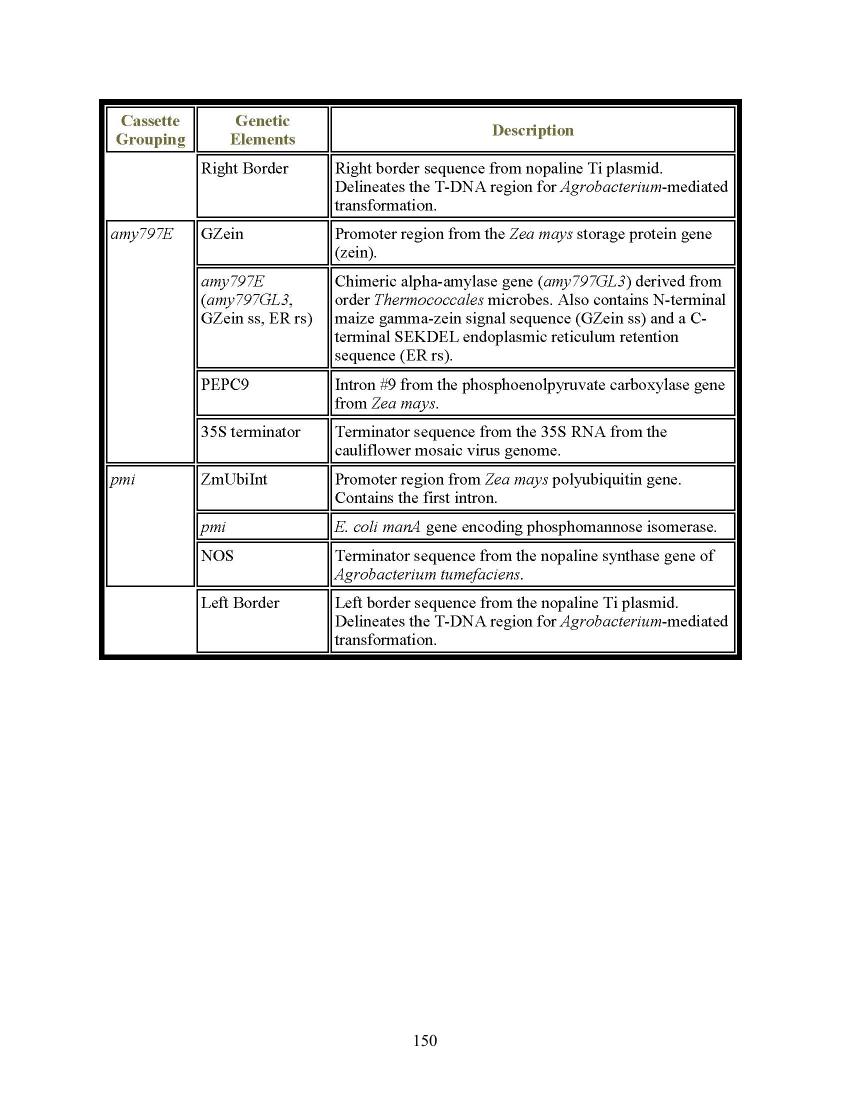 Cassette
Grouping
Genetic
Elements
Description
Right Border
Right border sequence from nopaline Ti plasmid.
Delineates the T-DNA region for Agrobacterium-mediated
transformation.
amy797E
GZein
Promoter region from the Zea mays storage protein gene
(zein).
amy797E
(amy797GL3,
GZein ss, ER rs)
Chimeric alpha-amylase gene (amy797GL3) derived from
order Thermococcales microbes. Also contains N-terminal
maize gamma-zein signal sequence (GZein ss) and a C-
terminal SEKDEL endoplasmic reticulum retention
sequence (ER rs).
PEPC9
Intron #9 from the phosphoenolpyruvate carboxylase gene
from Zea mays.
35S terminator
Terminator sequence from the 35S RNA from the
cauliflower mosaic virus genome.
pmi
ZmUbiInt
Promoter region from Zea mays polyubiquitin gene.
Contains the first intron.
pmi
E. coli manA gene encoding phosphomannose isomerase.
NOS
Terminator sequence from the nopaline synthase gene of
Agrobacterium tumefaciens.
Left Border
Left border sequence from the nopaline Ti plasmid.
Delineates the T-DNA region for Agrobacterium-mediated
transformation.
150